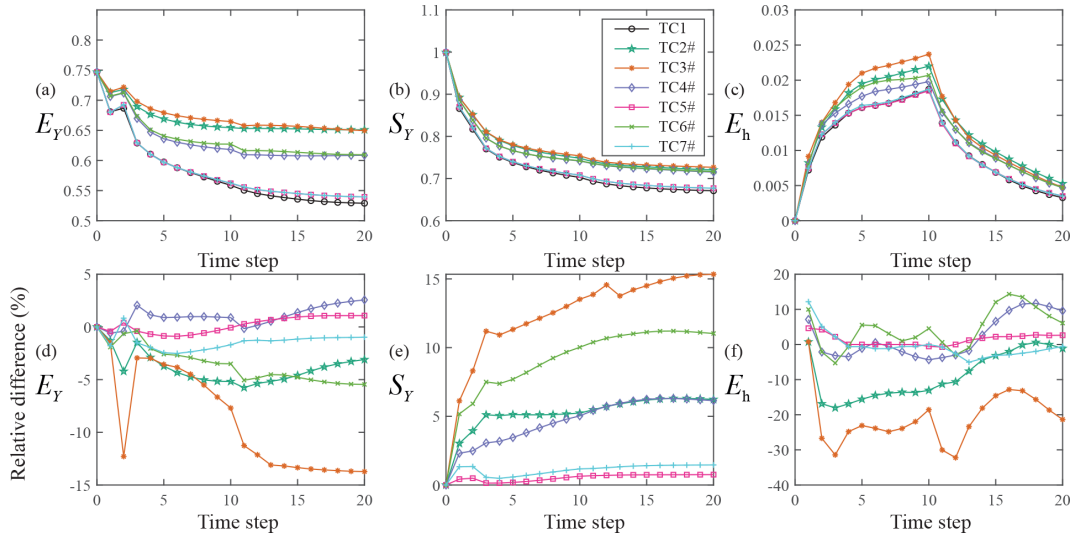 0.85
0.8
0.75
0.7
0.65
0.6
0.55
0.5
(a)
E_Y
0 5 10 15 20
Time step
1.1
1
0.9
0.8
0.7
0.6
(b)
S_Y
0 5 10 15 20
Time step
TC1
TC2#
TC3#
TC4#
TC5#
TC6#
TC7#
0.03
0.025
0.02
0.015
0.01
0.005
0
(c)
E_h
0 5 10 15 20
Time step
Relative difference (%)
5
0
-5
-10
-15
(d)
E_Y
0 5 10 15 20
Time step
15
10
5
0
(e)
S_Y
0 5 10 15 20
Time step
20
10
0
-10
-20
-30
-40
(f)
E_h
0 5 10 15 20
Time step